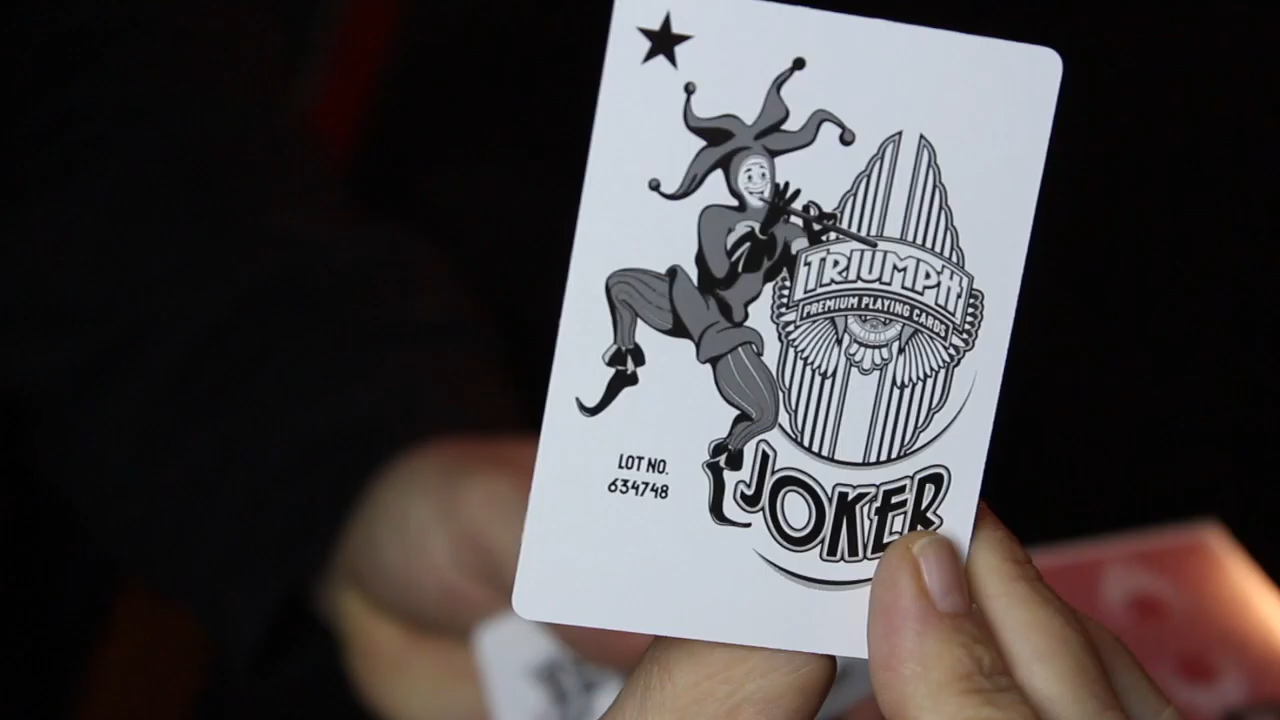 TRIUMPH
PREMIUM PLAYING CARDS
LOT NO.
634748
JOKER